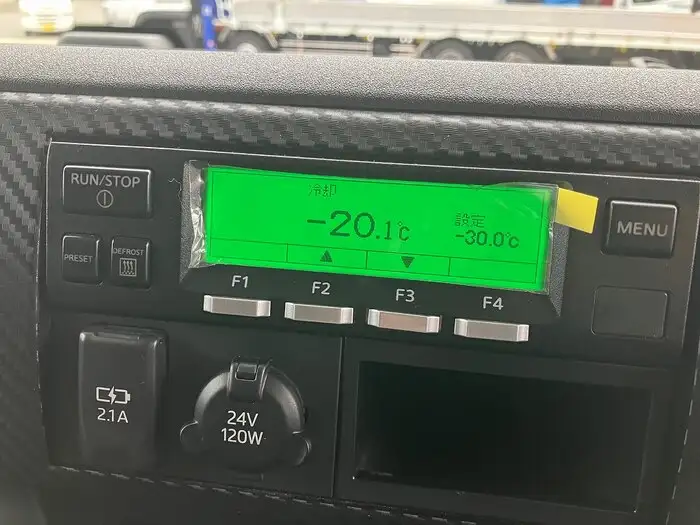 RUN/STOP
PRESET
DEFROST
冷却
-20.1℃
設定
-30.0℃
▲
▼
MENU
F1
F2
F3
F4
2.1A
24V
120W